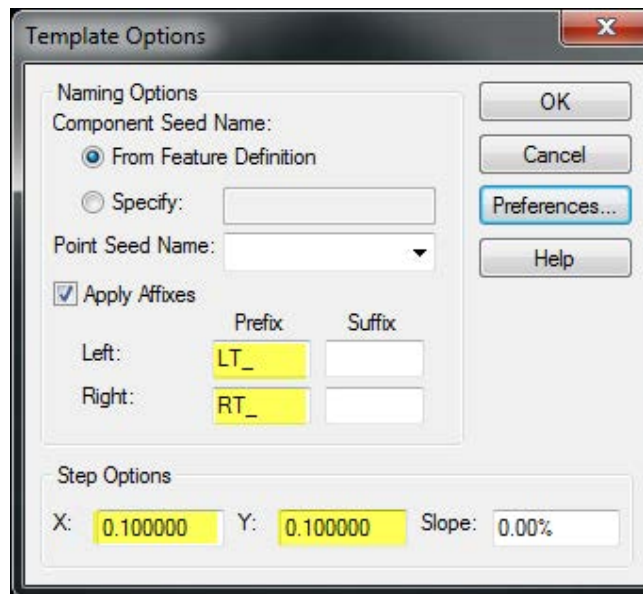 Template Options
Naming Options
Component Seed Name:
From Feature Definition
Specify:
Point Seed Name:
Apply Affixes
Prefix Suffix
Left: LT_
Right: RT_
OK
Cancel
Preferences...
Help
Step Options
X: 0.100000 Y: 0.100000 Slope: 0.00%